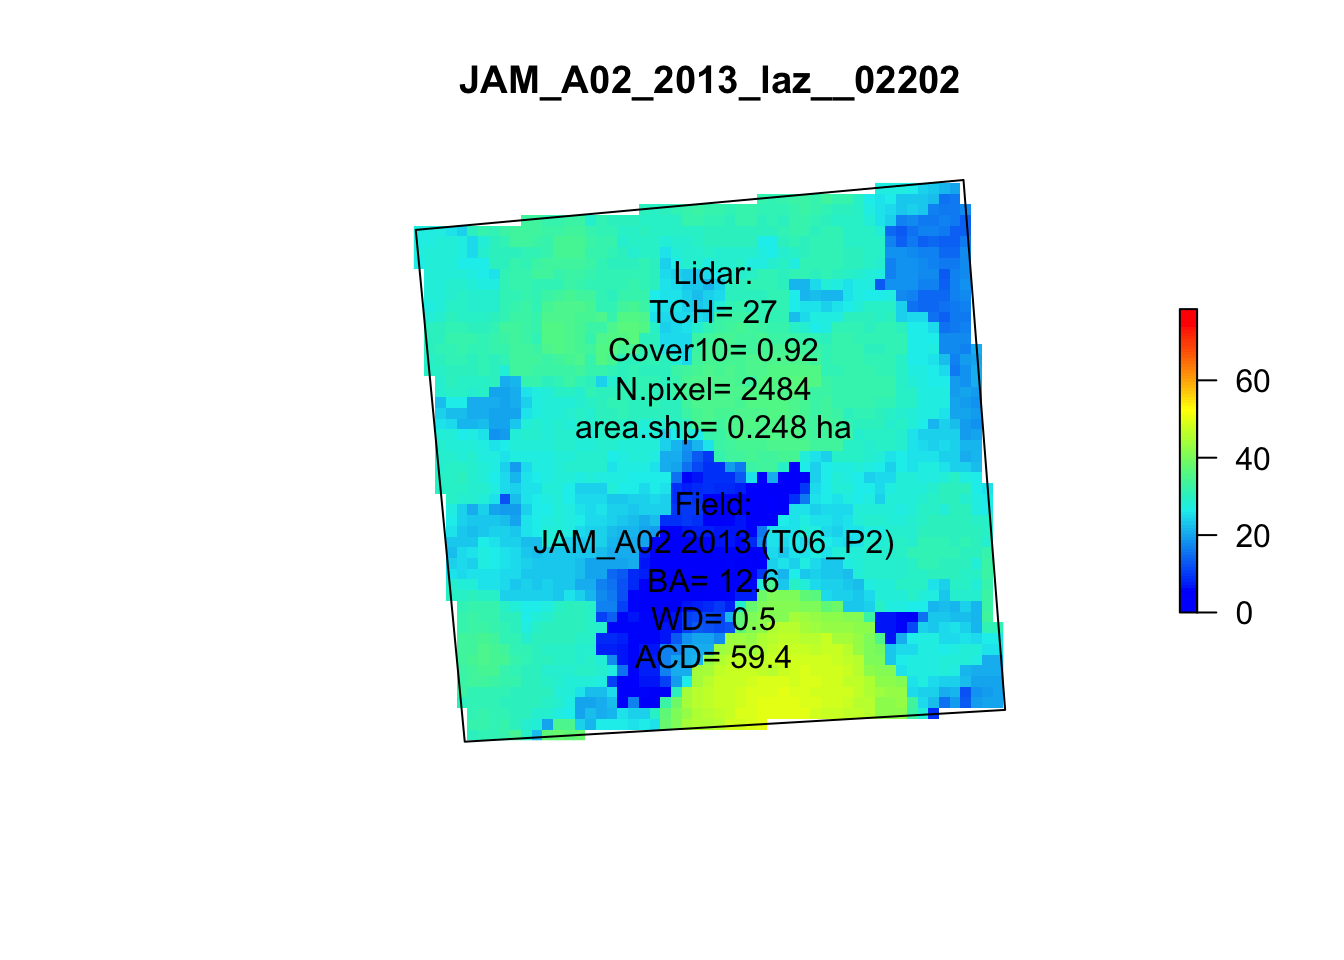 JAM_A02_2013_laz__02202
Lidar:
TCH= 27
Cover10= 0.92
N.pixel= 2484
area.shp= 0.248 ha
Field:
JAM_A02 2013 (T06_P2)
BA= 12.6
WD= 0.5
ACD= 59.4
60
40
20
0